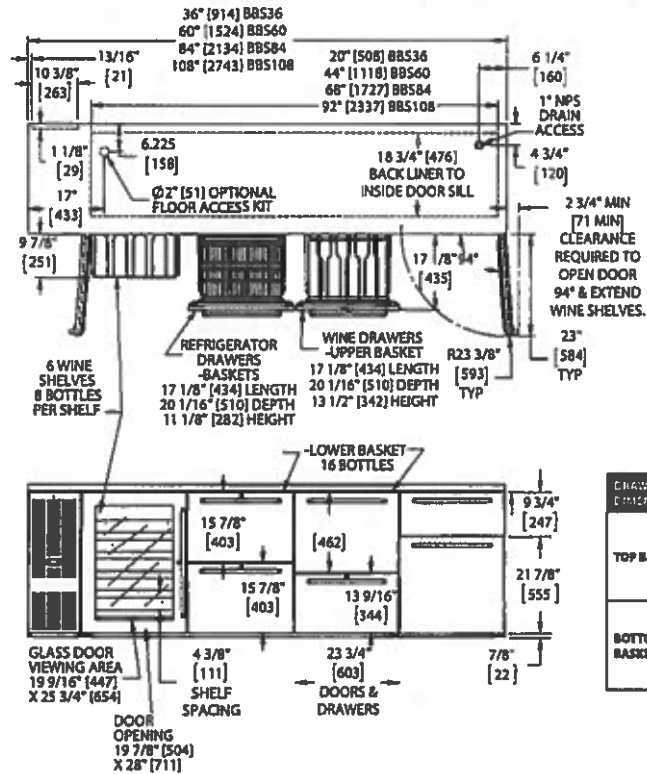 36" [914] BBS36
60" [1524] BBS60
84" [2134] BBS84
108" [2743] BBS108
13/16"
[21]
10 3/8"
[263]
20" [508] BBS36
44" [1118] BBS60
68" [1727] BBS84
92" [2337] BBS108
6 1/4"
[160]
1" NPS
DRAIN
ACCESS
1 1/8"
[29]
6.225
[158]
18 3/4" [476]
BACK LINER TO
INSIDE DOOR SILL
4 3/4"
[120]
17"
[433]
Ø2" [51] OPTIONAL
FLOOR ACCESS KIT
2 3/4" MIN
[71 MIN]
CLEARANCE
REQUIRED TO
OPEN DOOR
94° & EXTEND
WINE SHELVES.
9 7/8"
[251]
17 1/8"
[435]
94°
REFRIGERATOR
DRAWERS
-BASKETS
17 1/8" [434] LENGTH
20 1/16" [510] DEPTH
11 1/8" [282] HEIGHT
WINE DRAWERS
-UPPER BASKET
17 1/8" [434] LENGTH
20 1/16" [510] DEPTH
13 1/2" [342] HEIGHT
R23 3/8"
[593]
TYP
23"
[584]
TYP
6 WINE
SHELVES
8 BOTTLES
PER SHELF
-LOWER BASKET
16 BOTTLES
15 7/8"
[403]
[462]
9 3/4"
[247]
15 7/8"
[403]
13 9/16"
[344]
21 7/8"
[555]
GLASS DOOR
VIEWING AREA
19 9/16" [447]
X 25 3/4" [654]
4 3/8"
[111]
SHELF
SPACING
23 3/4"
[603]
DOORS &
DRAWERS
7/8"
[22]
DOOR
OPENING
19 7/8" [504]
X 28" [711]
TOP